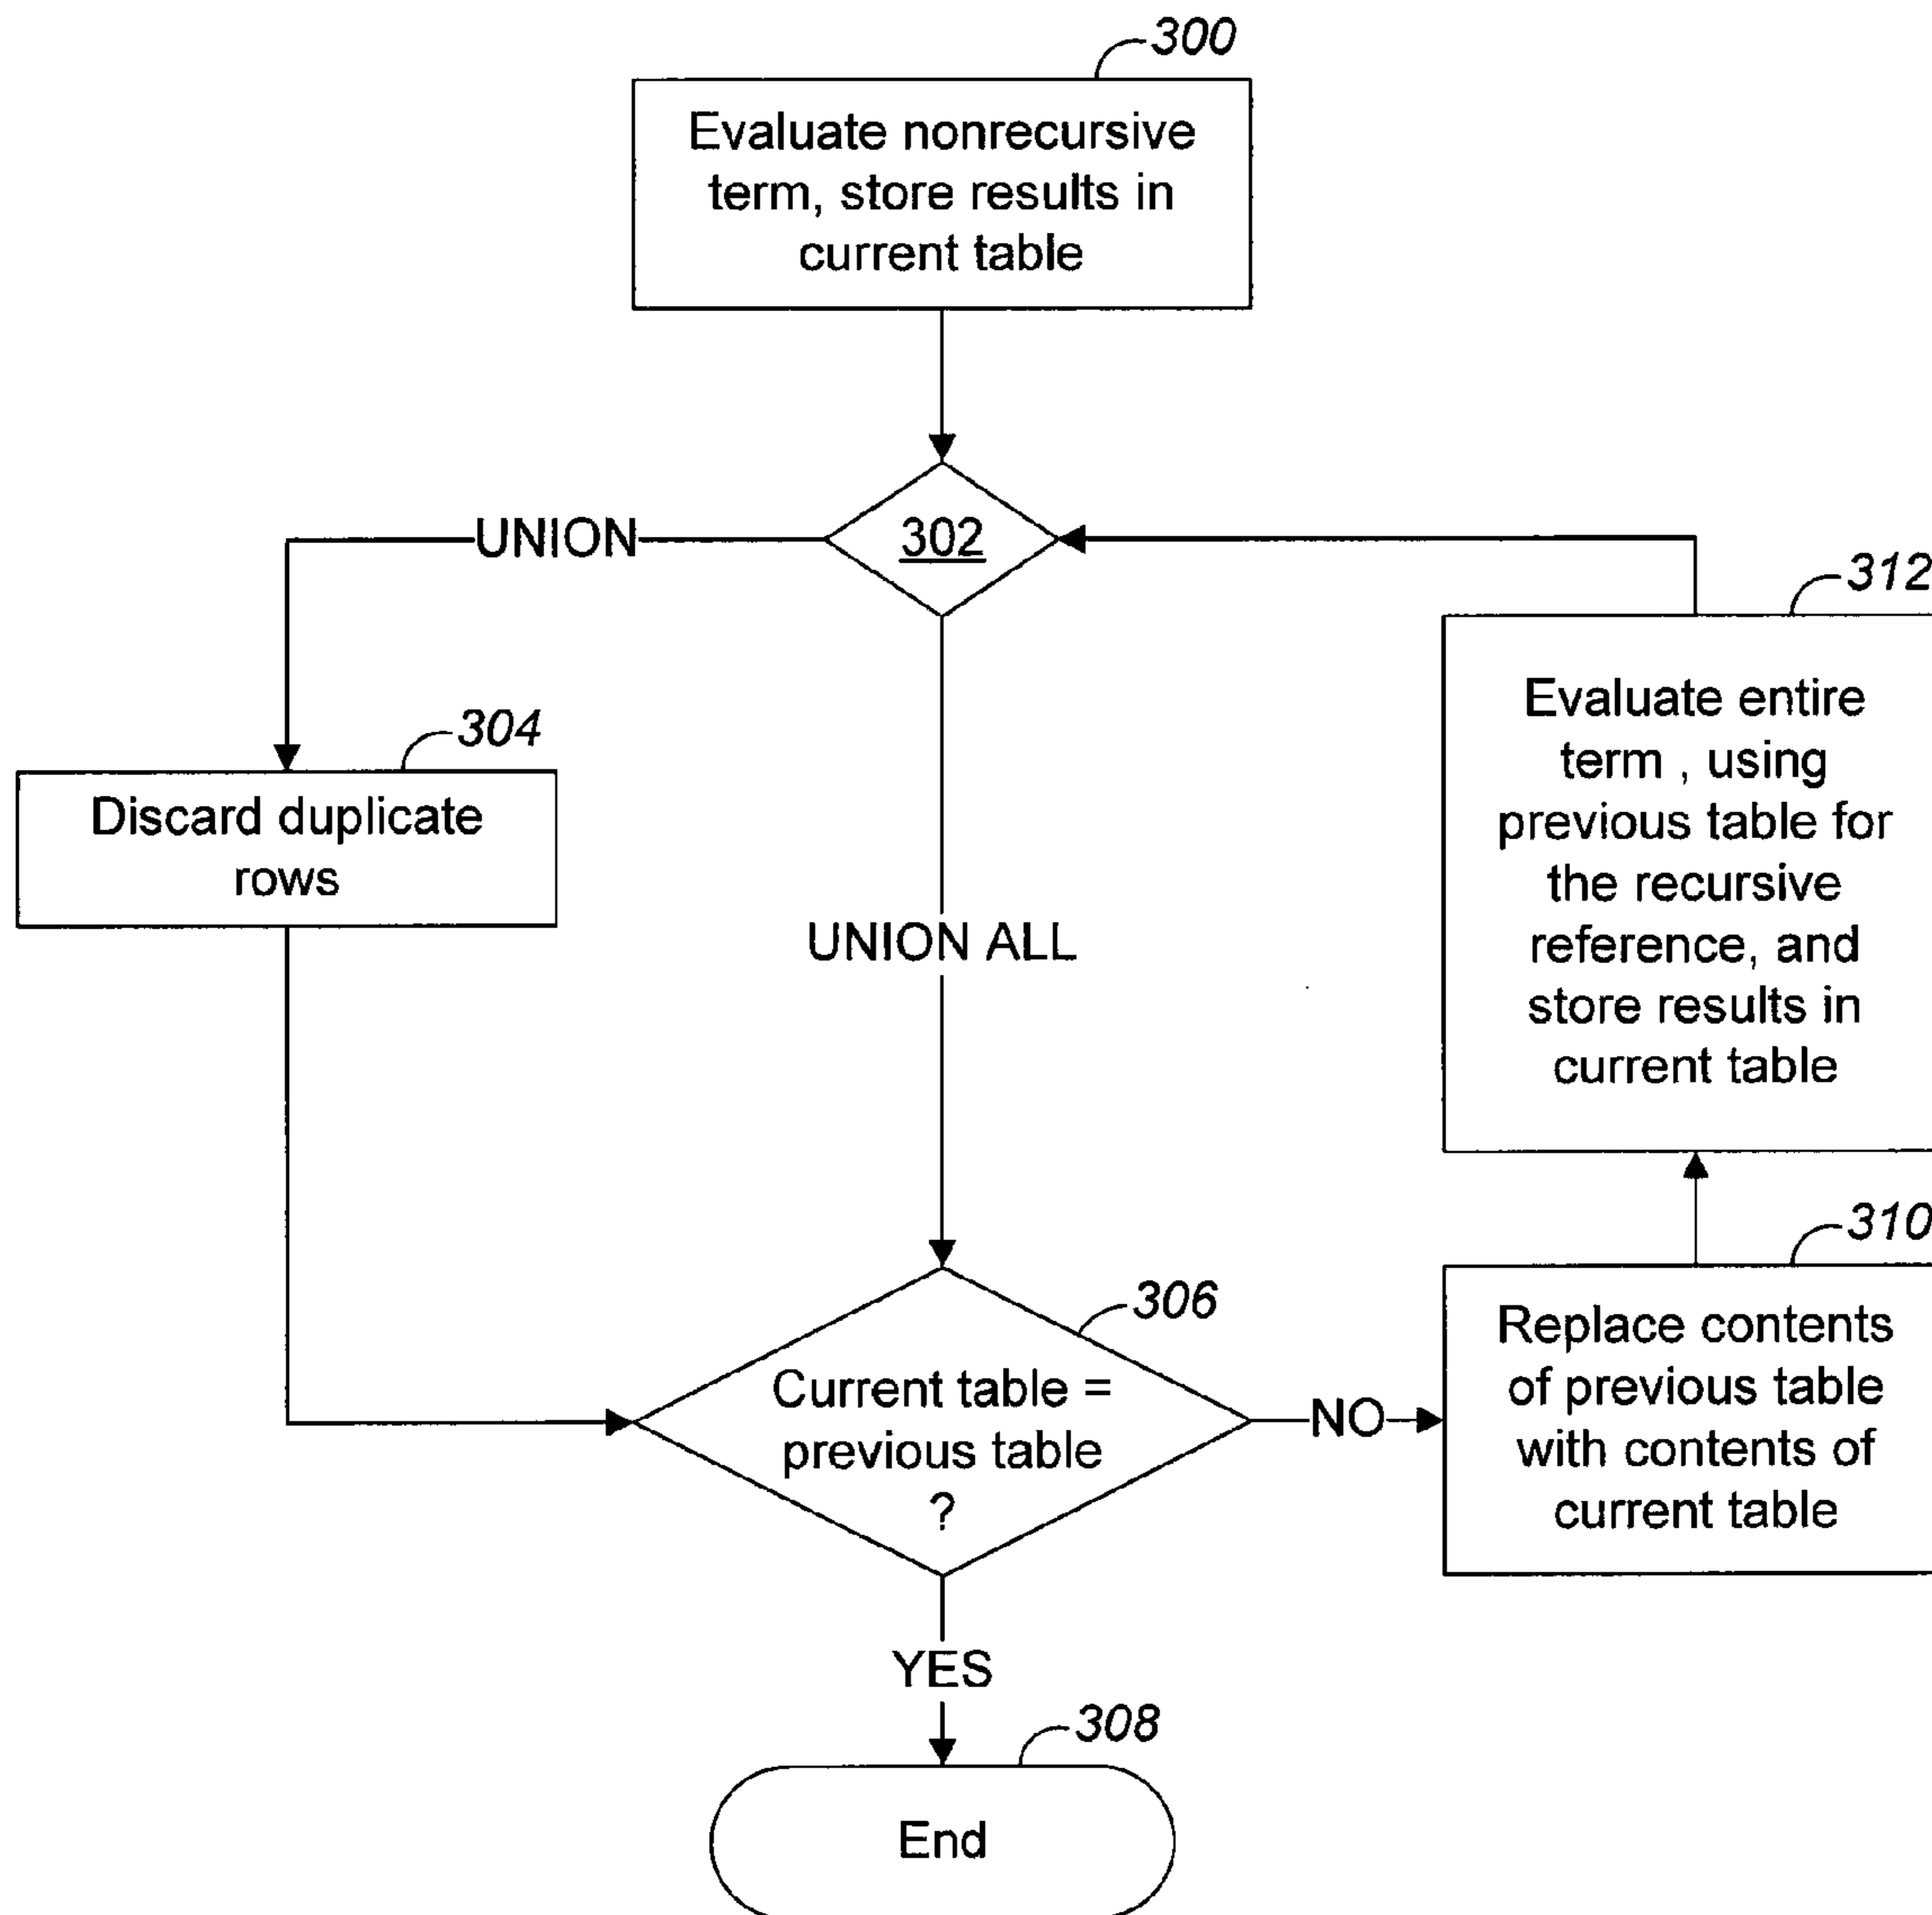 300
Evaluate nonrecursive
term, store results in
current table
302
UNION
312
Evaluate entire
term , using
previous table for
the recursive
reference, and
store results in
current table
304
Discard duplicate
rows
UNION ALL
306
Current table =
previous table
?
NO
310
Replace contents
of previous table
with contents of
current table
YES
308
End